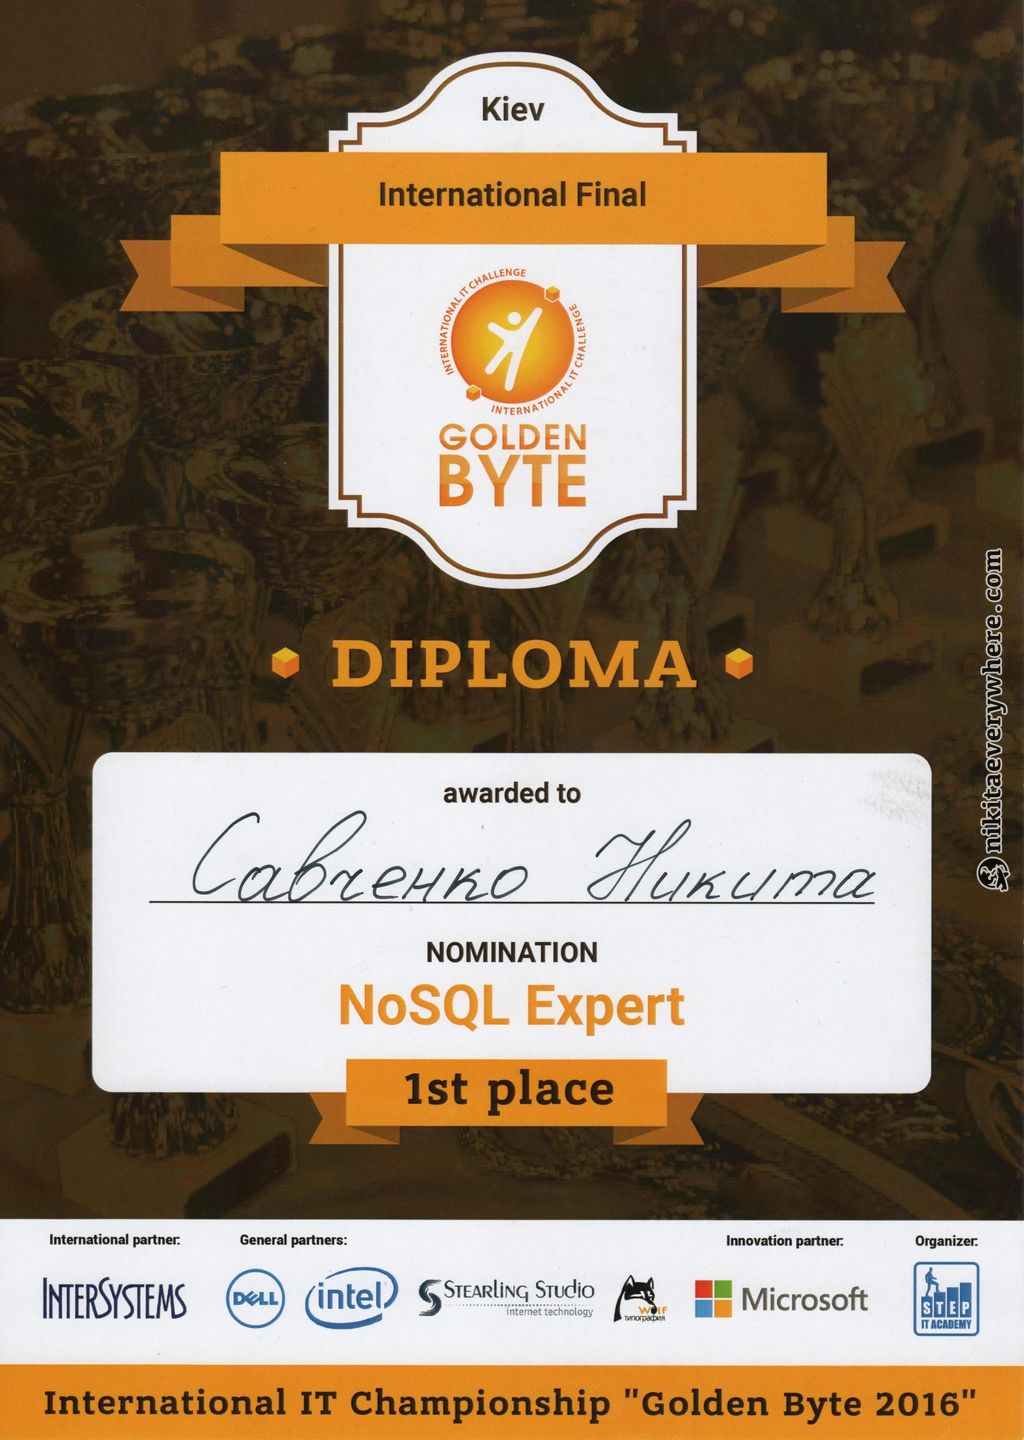 Kiev
International Final
INTERNATIONAL IT CHALLENGE
INTERNATIONAL IT CHALLENGE
GOLDEN
BYTE
DIPLOMA
awarded to
Савченко Никита
NOMINATION
NoSQL Expert
1st place
nikitaeverywhere.com
International partner:
General partners:
Innovation partner:
Organizer:
INTERSYSTEMS
DELL
intel
STEARLING STUDIO
internet technology
Wolf
типография
Microsoft
STEP
IT ACADEMY
International IT Championship "Golden Byte 2016"